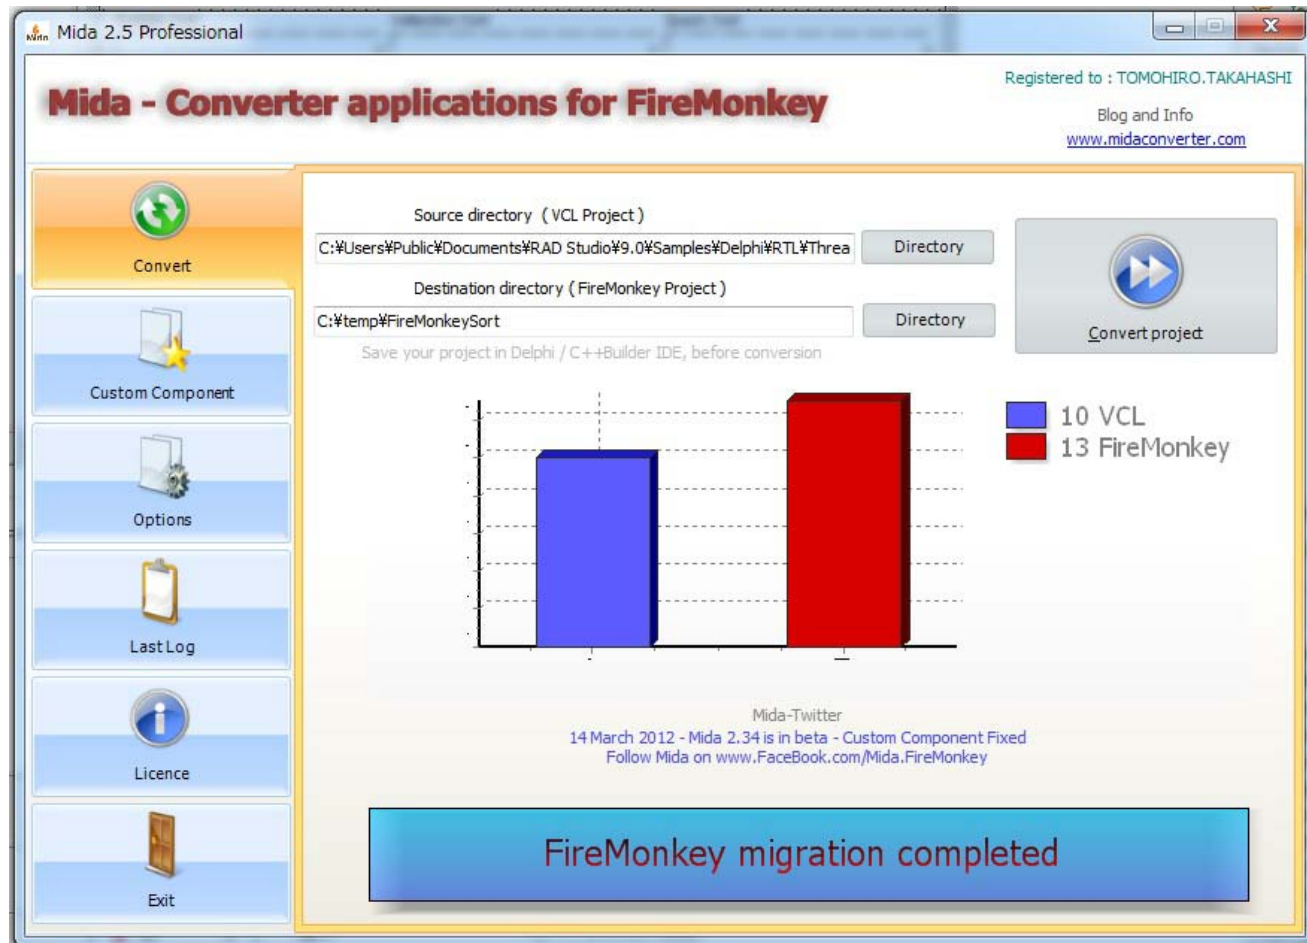 Mida 2.5 Professional
Mida - Converter applications for FireMonkey
Registered to : TOMOHIRO.TAKAHASHI
Blog and Info
www.midaconverter.com
Convert
Custom Component
Options
Last Log
Licence
Exit
Source directory ( VCL Project )
C:¥Users¥Public¥Documents¥RAD Studio¥9.0¥Samples¥Delphi¥RTL¥Threa
Directory
Destination directory ( FireMonkey Project )
C:¥temp¥FireMonkeySort
Directory
Save your project in Delphi / C++Builder IDE, before conversion
Convert project
10 VCL
13 FireMonkey
Mida-Twitter
14 March 2012 - Mida 2.34 is in beta - Custom Component Fixed
Follow Mida on www.FaceBook.com/Mida.FireMonkey
FireMonkey migration completed